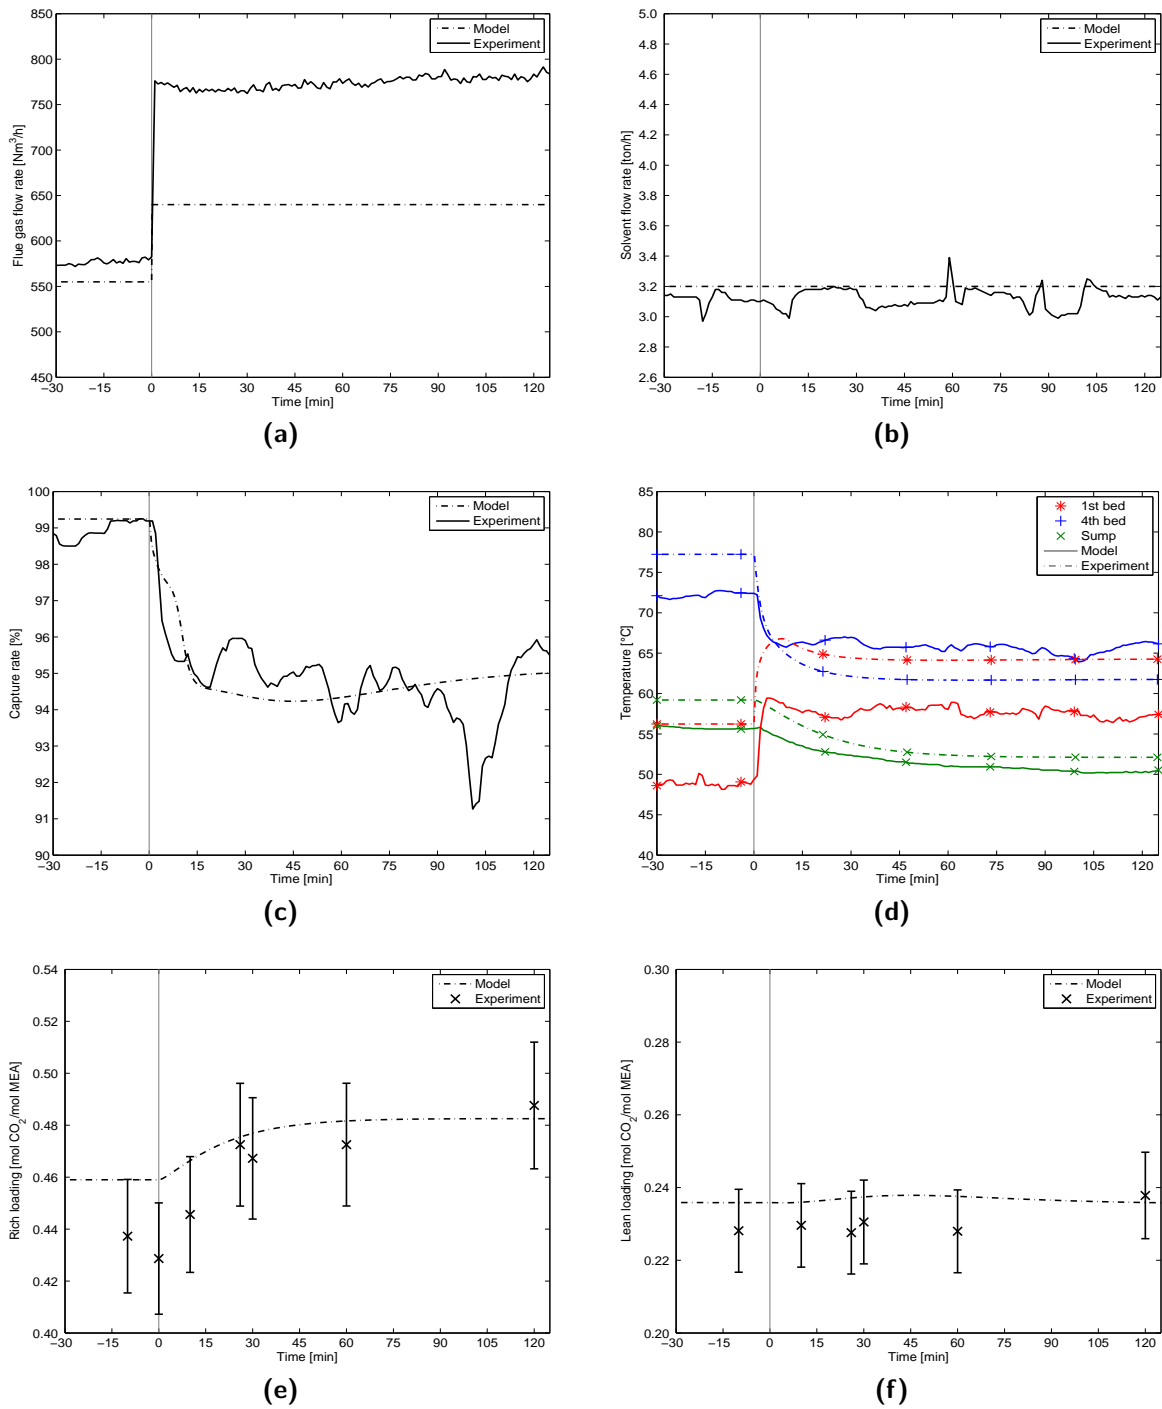 850
800
750
700
650
600
550
500
450
Flue gas flow rate [Nm³/h]
Model
Experiment
−30 −15 0 15 30 45 60 75 90 105 120
Time [min]
(a)
5.0
4.8
4.6
4.4
4.2
4.0
3.8
3.6
3.4
3.2
3.0
2.8
2.6
Solvent flow rate [ton/h]
Model
Experiment
−30 −15 0 15 30 45 60 75 90 105 120
Time [min]
(b)
100
99
98
97
96
95
94
93
92
91
90
Capture rate [%]
Model
Experiment
−30 −15 0 15 30 45 60 75 90 105 120
Time [min]
(c)
85
80
75
70
65
60
55
50
45
40
Temperature [°C]
1st bed
4th bed
Sump
Model
Experiment
−30 −15 0 15 30 45 60 75 90 105 120
Time [min]
(d)
0.54
0.52
0.50
0.48
0.46
0.44
0.42
0.40
Rich loading [mol CO₂/mol MEA]
Model
Experiment
−30 −15 0 15 30 45 60 75 90 105 120
Time [min]
(e)
0.30
0.28
0.26
0.24
0.22
0.20
Lean loading [mol CO₂/mol MEA]
Model
Experiment
−30 −15 0 15 30 45 60 75 90 105 120
Time [min]
(f)